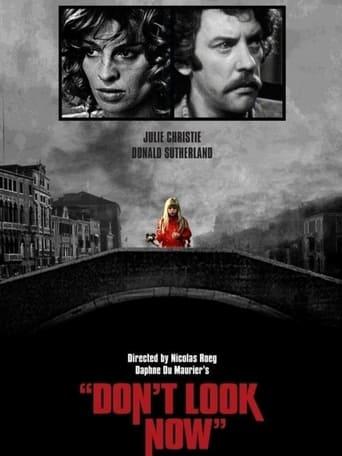 JULIE CHRISTIE
DONALD SUTHERLAND
Directed by Nicolas Roeg
Daphne Du Maurier's
"DON'T LOOK
NOW"